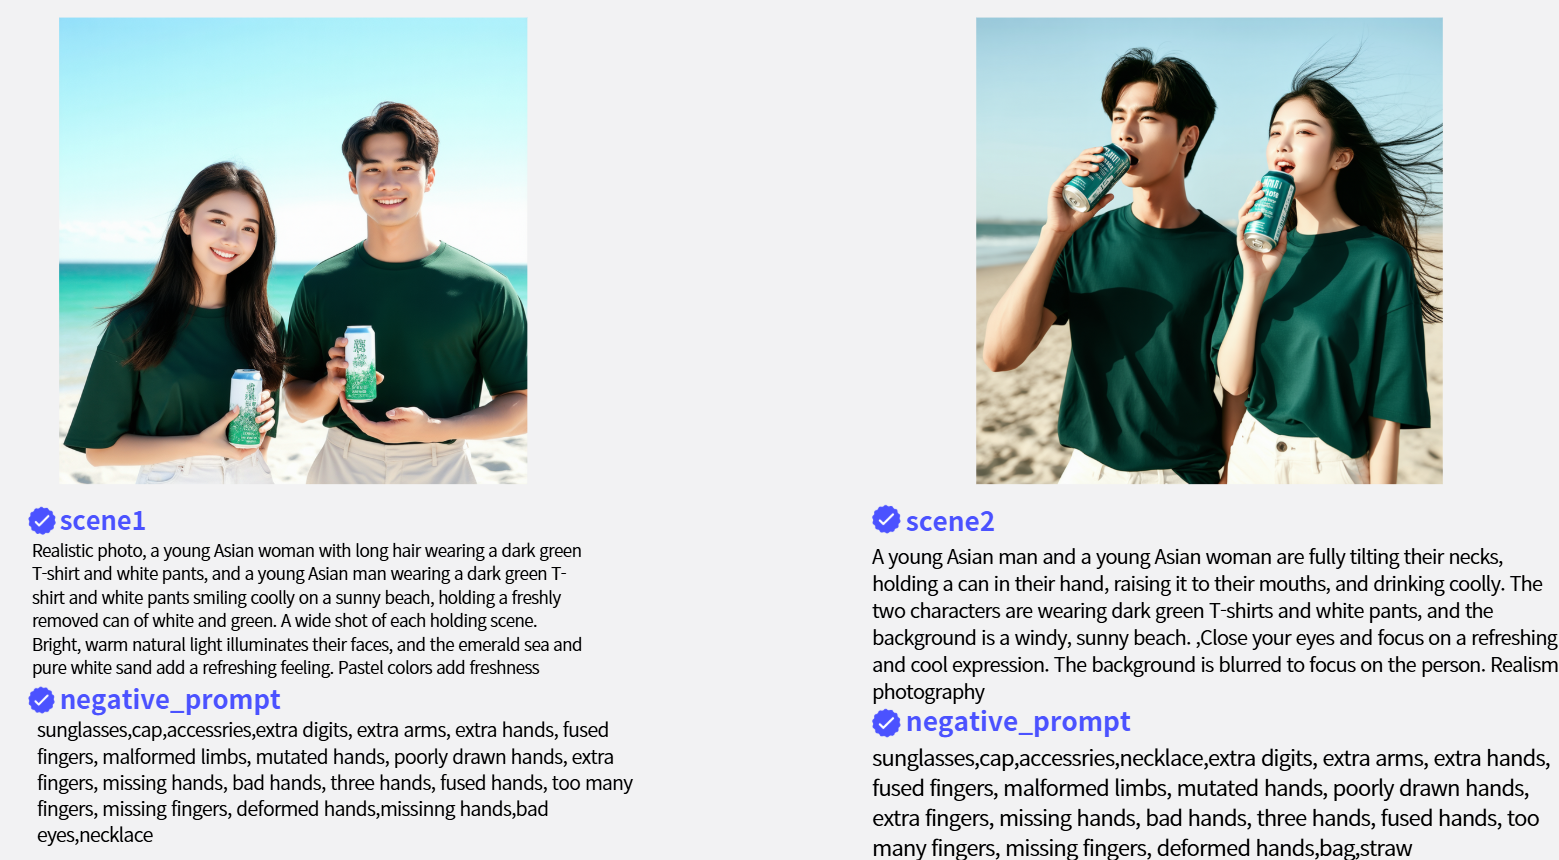 scene1
Realistic photo, a young Asian woman with long hair wearing a dark green
T-shirt and white pants, and a young Asian man wearing a dark green T-
shirt and white pants smiling coolly on a sunny beach, holding a freshly
removed can of white and green. A wide shot of each holding scene.
Bright, warm natural light illuminates their faces, and the emerald sea and
pure white sand add a refreshing feeling. Pastel colors add freshness
negative_prompt
sunglasses,cap,accessries,extra digits, extra arms, extra hands, fused
fingers, malformed limbs, mutated hands, poorly drawn hands, extra
fingers, missing hands, bad hands, three hands, fused hands, too many
fingers, missing fingers, deformed hands,missinng hands,bad
eyes,necklace
scene2
A young Asian man and a young Asian woman are fully tilting their necks,
holding a can in their hand, raising it to their mouths, and drinking coolly. The
two characters are wearing dark green T-shirts and white pants, and the
background is a windy, sunny beach. ,Close your eyes and focus on a refreshing
and cool expression. The background is blurred to focus on the person. Realism
photography
negative_prompt
sunglasses,cap,accessries,necklace,extra digits, extra arms, extra hands,
fused fingers, malformed limbs, mutated hands, poorly drawn hands,
extra fingers, missing hands, bad hands, three hands, fused hands, too
many fingers, missing fingers, deformed hands,bag,straw